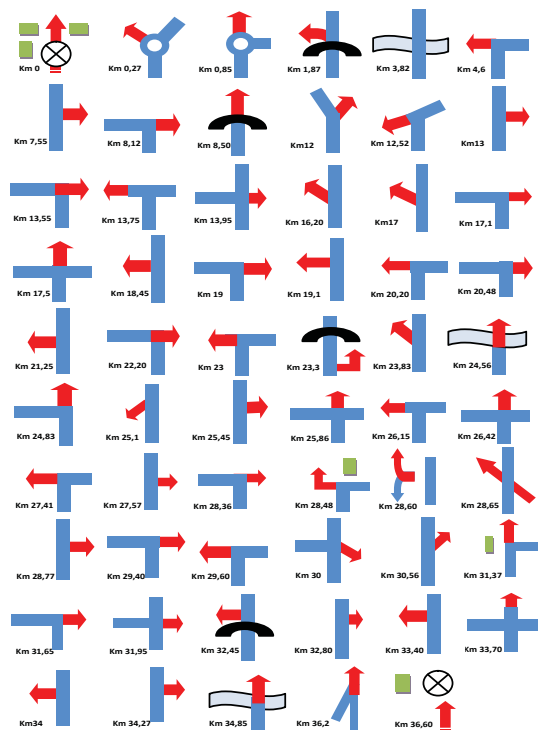 Km 0
Km 0,27
Km 0,85
Km 1,87
Km 3,82
Km 4,6
Km 7,55
Km 8,12
Km 8,50
Km12
Km 12,52
Km13
Km 13,55
Km 13,75
Km 13,95
Km 16,20
Km17
Km 17,1
Km 17,5
Km 18,45
Km 19
Km 19,1
Km 20,20
Km 20,48
Km 21,25
Km 22,20
Km 23
Km 23,3
Km 23,83
Km 24,56
Km 24,83
Km 25,1
Km 25,45
Km 25,86
Km 26,15
Km 26,42
Km 27,41
Km 27,57
Km 28,36
Km 28,48
Km 28,60
Km 28,65
Km 28,77
Km 29,40
Km 29,60
Km 30
Km 30,56
Km 31,37
Km 31,65
Km 31,95
Km 32,45
Km 32,80
Km 33,40
Km 33,70
Km34
Km 34,27
Km 34,85
Km 36,2
Km 36,60